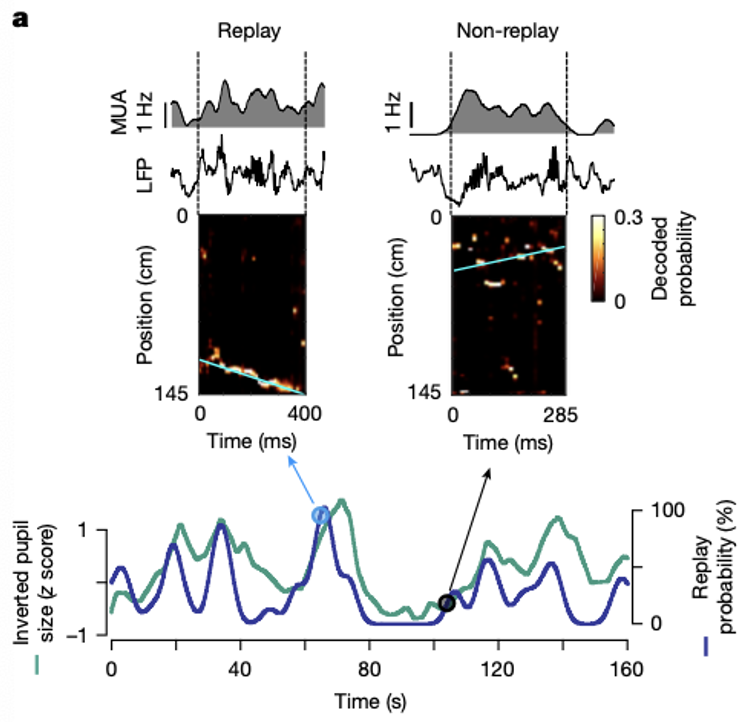 a
Replay
Non-replay
MUA
1 Hz
1 Hz
LFP
0
Position (cm)
145
0
400
Time (ms)
0
Position (cm)
145
0
285
Time (ms)
0.3
0
Decoded
probability
Inverted pupil
size (z score)
1
–1
100
0
Replay
probability (%)
0
40
80
120
160
Time (s)